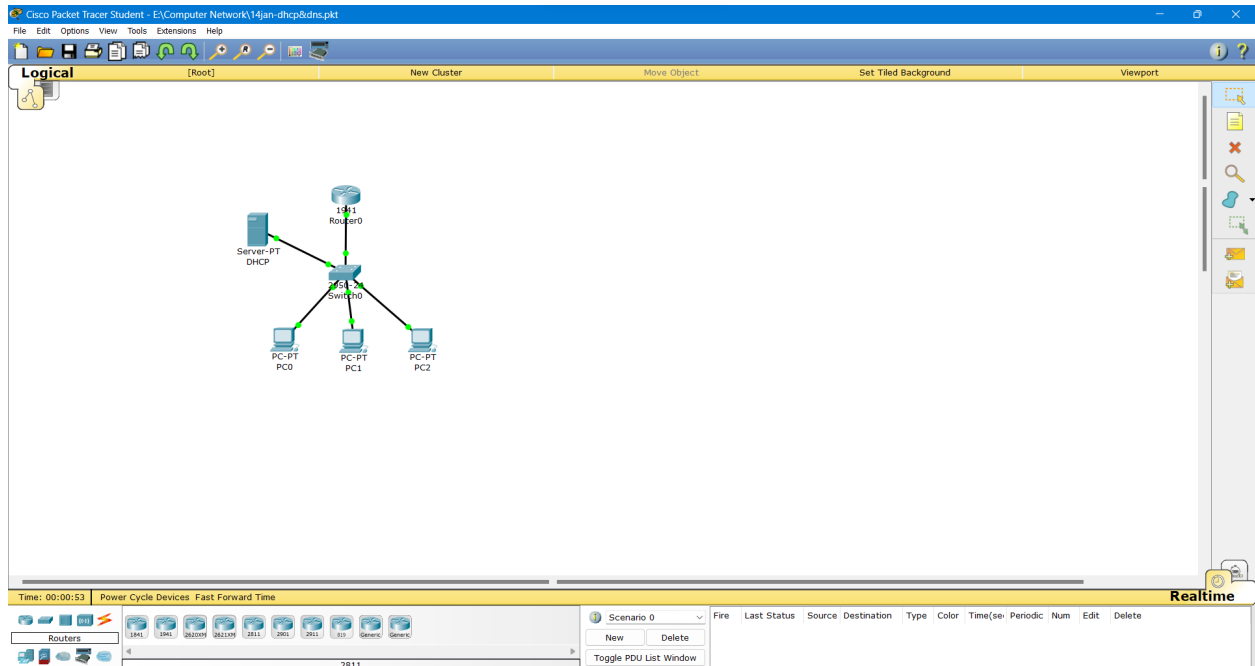 Cisco Packet Tracer Student - E:\Computer Network\14jan-dhcp&dns.pkt
File Edit Options View Tools Extensions Help
Logical [Root] New Cluster Move Object Set Tiled Background Viewport
1941
Router0
Server-PT
DHCP
2950-24
Switch0
PC-PT
PC0
PC-PT
PC1
PC-PT
PC2
Time: 00:00:53 Power Cycle Devices Fast Forward Time Realtime
Routers
1841 1941 2620XM 2621XM 2811 2901 2911 819 Generic Generic
2811
Scenario 0
New Delete
Toggle PDU List Window
Fire Last Status Source Destination Type Color Time(sec Periodic Num Edit Delete